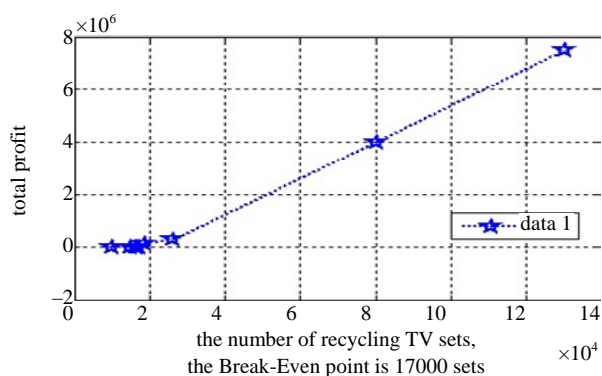 ×10⁶
8
6
4
2
0
−2
total profit
data 1
0 2 4 6 8 10 12 14
×10⁴
the number of recycling TV sets,
the Break-Even point is 17000 sets